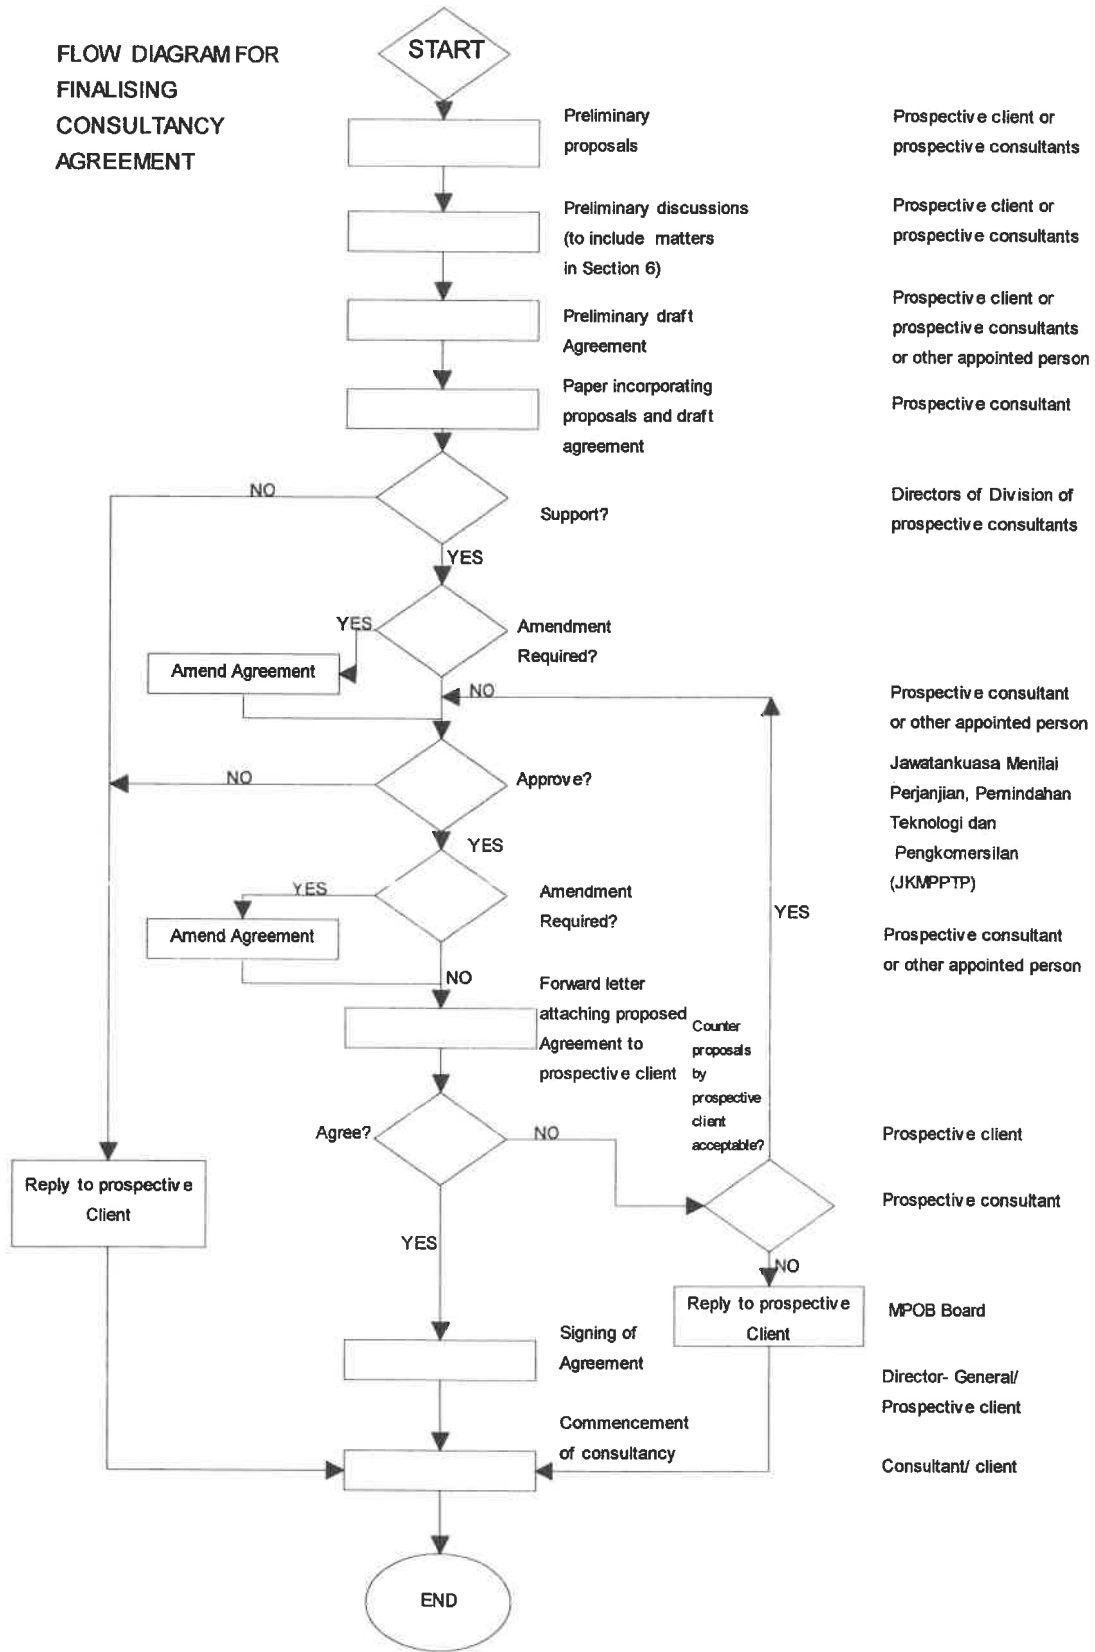 START
FLOW DIAGRAM FOR
FINALISING
CONSULTANCY
AGREEMENT
Preliminary
proposals
Prospective client or
prospective consultants
Preliminary discussions
(to include matters
in Section 6)
Prospective client or
prospective consultants
Preliminary draft
Agreement
Prospective client or
prospective consultants
or other appointed person
Paper incorporating
proposals and draft
agreement
Prospective consultant
NO
Support?
Directors of Division of
prospective consultants
YES
YES
Amendment
Required?
Amend Agreement
NO
Prospective consultant
or other appointed person
NO
Approve?
Jawatankuasa Menilai
Perjanjian, Pemindahan
Teknologi dan
Pengkomersilan
(JKMPPTP)
YES
YES
Amendment
Required?
YES
Amend Agreement
Prospective consultant
or other appointed person
NO
Forward letter
attaching proposed
Agreement to
prospective client
Counter
proposals
by
prospective
client
acceptable?
Agree?
NO
Prospective client
Reply to prospective
Client
Prospective consultant
YES
NO
Reply to prospective
Client
MPOB Board
Signing of
Agreement
Director- General/
Prospective client
Commencement
of consultancy
Consultant/ client
END